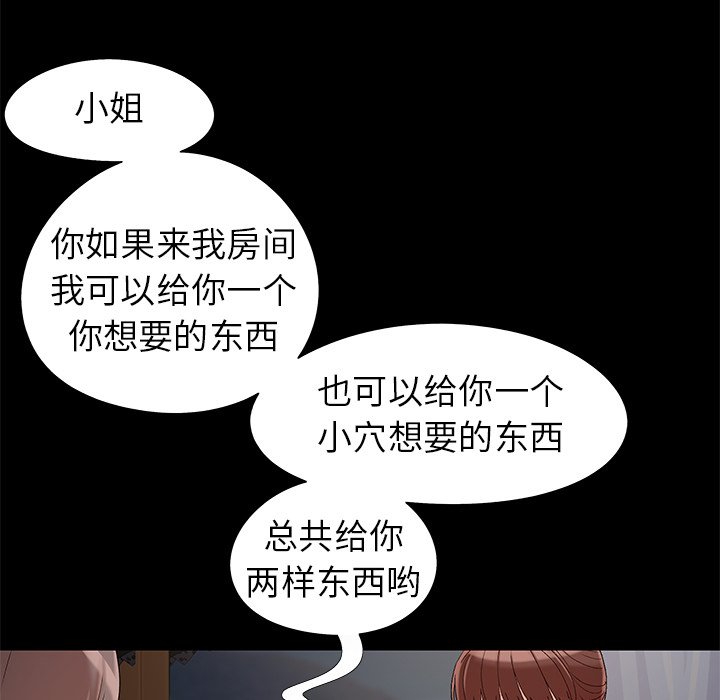 小姐
你如果来我房间
我可以给你一个
你想要的东西
也可以给你一个
小穴想要的东西
总共给你
两样东西哟